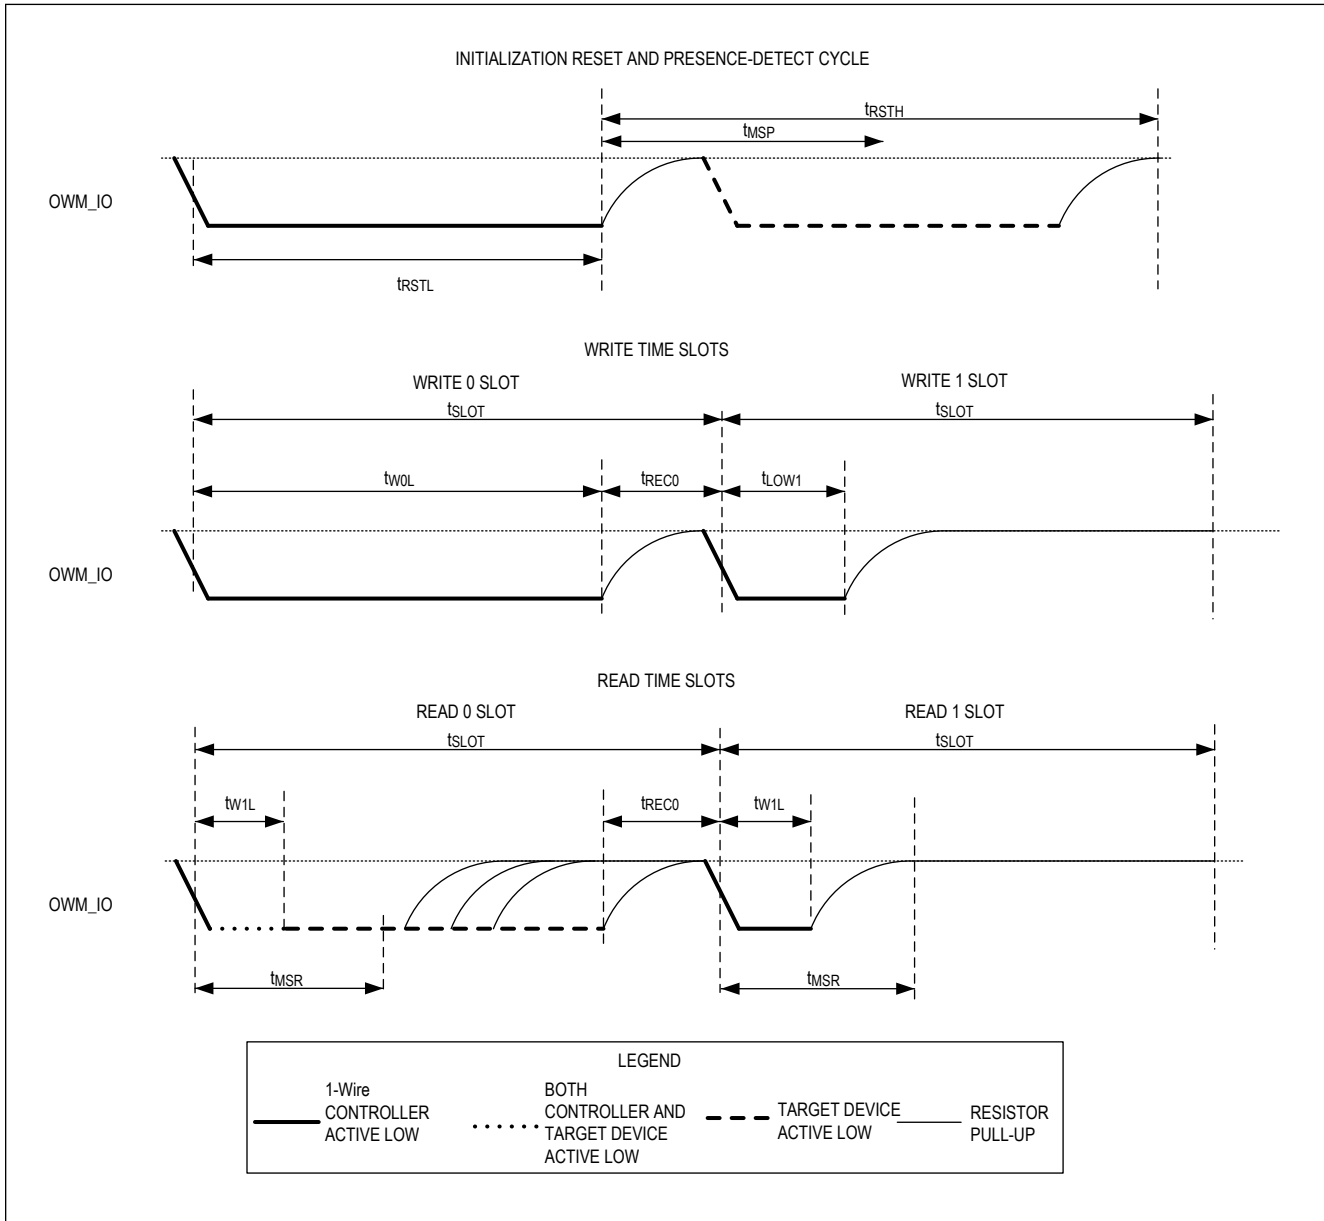 INITIALIZATION RESET AND PRESENCE-DETECT CYCLE
tRSTH
tMSP
OWM_IO
tRSTL
WRITE TIME SLOTS
WRITE 0 SLOT
WRITE 1 SLOT
tSLOT
tSLOT
tW0L
tREC0
tLOW1
OWM_IO
READ TIME SLOTS
READ 0 SLOT
READ 1 SLOT
tSLOT
tSLOT
tW1L
tREC0
tW1L
OWM_IO
tMSR
tMSR
LEGEND
1-Wire
CONTROLLER
ACTIVE LOW
BOTH
CONTROLLER AND
TARGET DEVICE
ACTIVE LOW
TARGET DEVICE
ACTIVE LOW
RESISTOR
PULL-UP